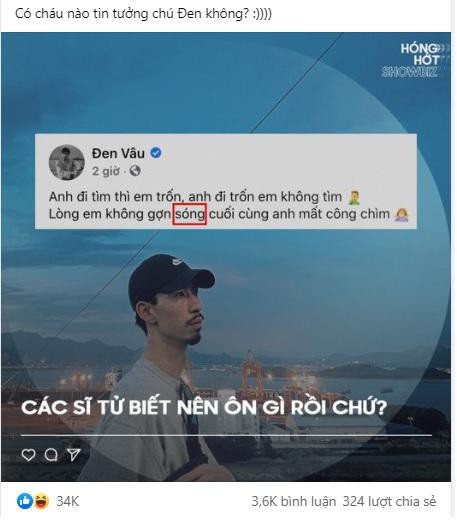 Có cháu nào tin tưởng chú Đen không? :))))
HÓNG
HỚT
SHOWBIZ
Đen Vâu
2 giờ ·
Anh đi tìm thì em trốn, anh đi trốn em không tìm 🤦‍♂️
Lòng em không gợn sóng cuối cùng anh mất công chìm 🤦‍♀️
CÁC SĨ TỬ BIẾT NÊN ÔN GÌ RỒI CHỨ?
34K 3,6K bình luận 324 lượt chia sẻ